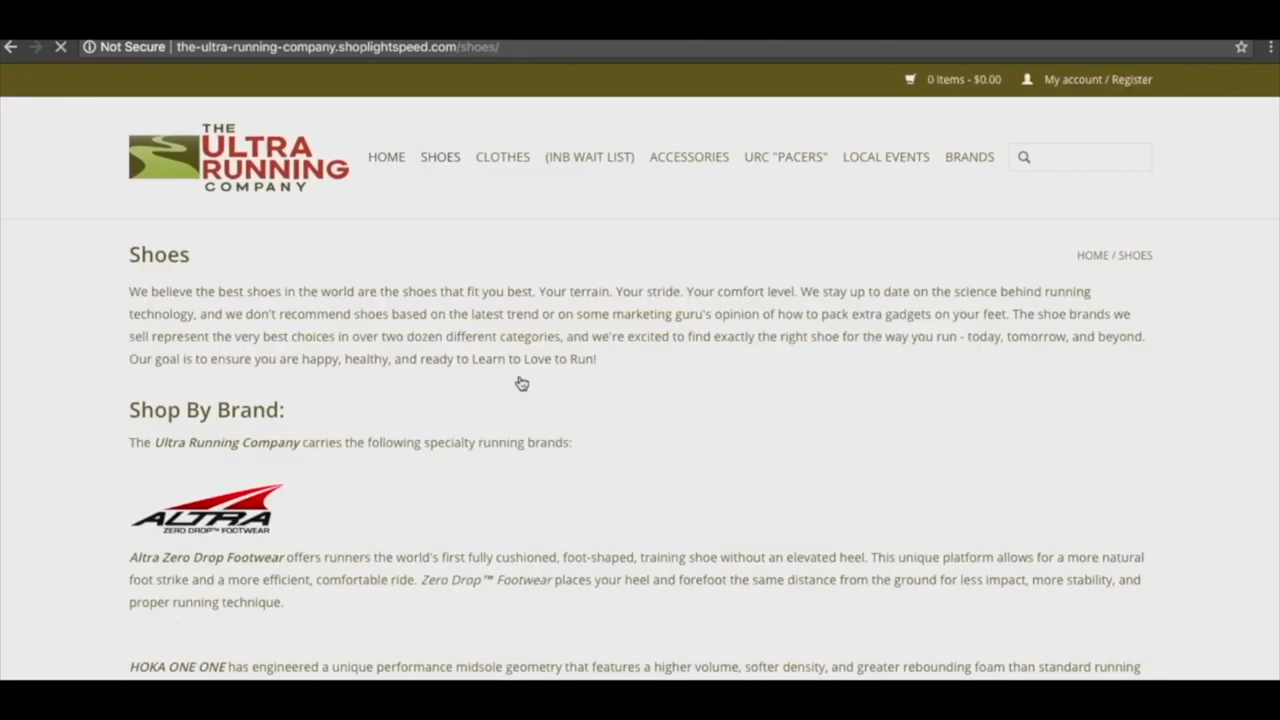 Not Secure | the-ultra-running-company.shoplightspeed.com/shoes/
0 Items - $0.00 My account / Register
THE
ULTRA
RUNNING
COMPANY
HOME SHOES CLOTHES (INB WAIT LIST) ACCESSORIES URC "PACERS" LOCAL EVENTS BRANDS
Shoes
HOME / SHOES
We believe the best shoes in the world are the shoes that fit you best. Your terrain. Your stride. Your comfort level. We stay up to date on the science behind running
technology, and we don't recommend shoes based on the latest trend or on some marketing guru's opinion of how to pack extra gadgets on your feet. The shoe brands we
sell represent the very best choices in over two dozen different categories, and we're excited to find exactly the right shoe for the way you run - today, tomorrow, and beyond.
Our goal is to ensure you are happy, healthy, and ready to Learn to Love to Run!
Shop By Brand:
The Ultra Running Company carries the following specialty running brands:
ALTRA
ZERO DROP™ FOOTWEAR
Altra Zero Drop Footwear offers runners the world's first fully cushioned, foot-shaped, training shoe without an elevated heel. This unique platform allows for a more natural
foot strike and a more efficient, comfortable ride. Zero Drop™ Footwear places your heel and forefoot the same distance from the ground for less impact, more stability, and
proper running technique.
HOKA ONE ONE has engineered a unique performance midsole geometry that features a higher volume, softer density, and greater rebounding foam than standard running